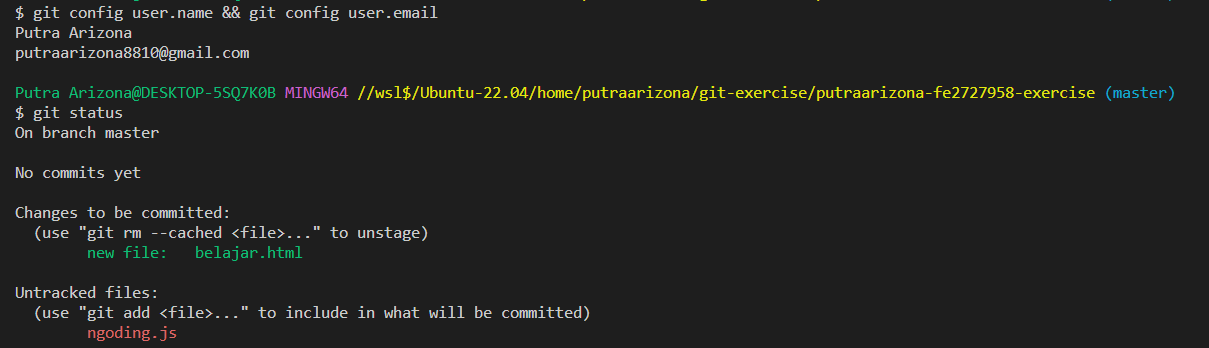 $ git config user.name && git config user.email
Putra Arizona
putraarizona8810@gmail.com
Putra Arizona@DESKTOP-5SQ7K0B MINGW64 //wsl$/Ubuntu-22.04/home/putraarizona/git-exercise/putraarizona-fe2727958-exercise (master)
$ git status
On branch master
No commits yet
Changes to be committed:
  (use "git rm --cached <file>..." to unstage)
        new file:   belajar.html
Untracked files:
  (use "git add <file>..." to include in what will be committed)
        ngoding.js